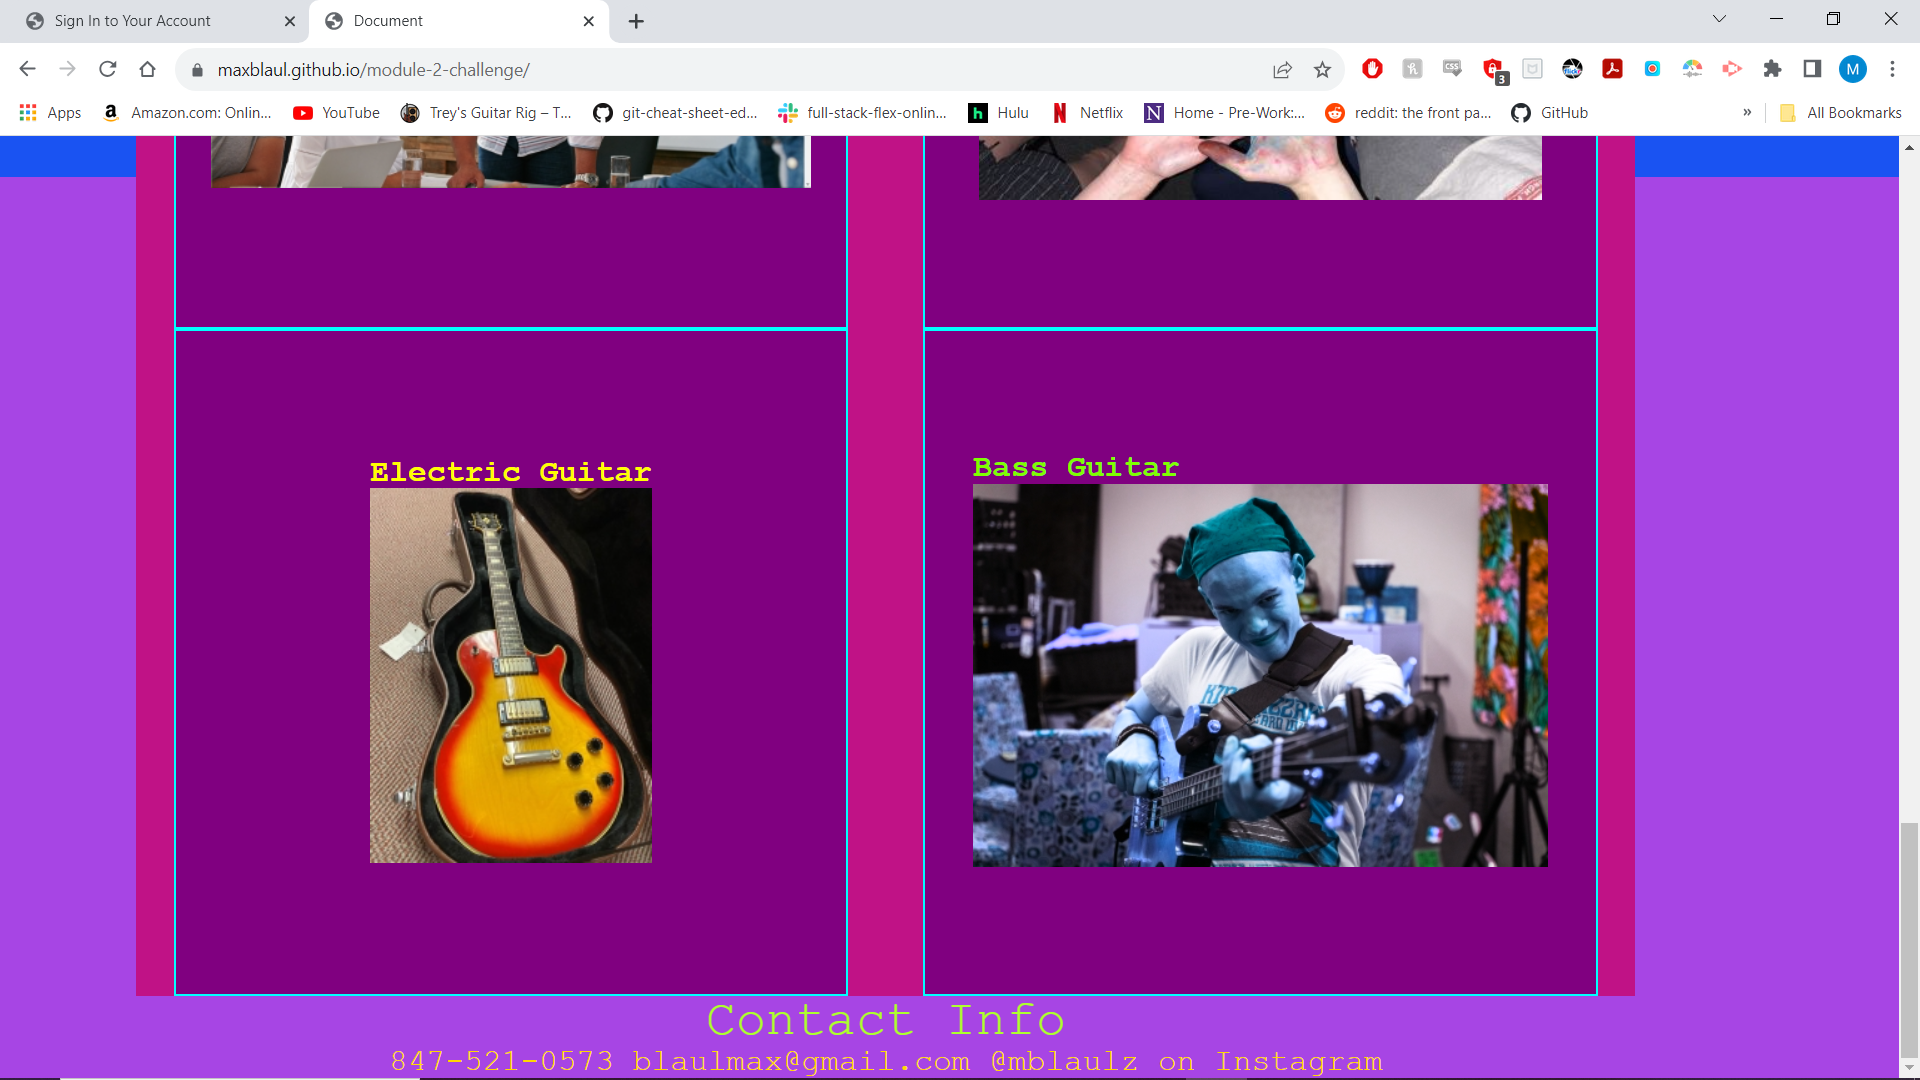 Sign In to Your Account
Document
maxblaul.github.io/module-2-challenge/
CSS
3
M
Apps
Amazon.com: Onlin...
YouTube
Trey's Guitar Rig – T...
git-cheat-sheet-ed...
full-stack-flex-onlin...
Hulu
Netflix
Home - Pre-Work:...
reddit: the front pa...
GitHub
»
All Bookmarks
Electric Guitar
Bass Guitar
Contact Info
847-521-0573 blaulmax@gmail.com @mblaulz on Instagram